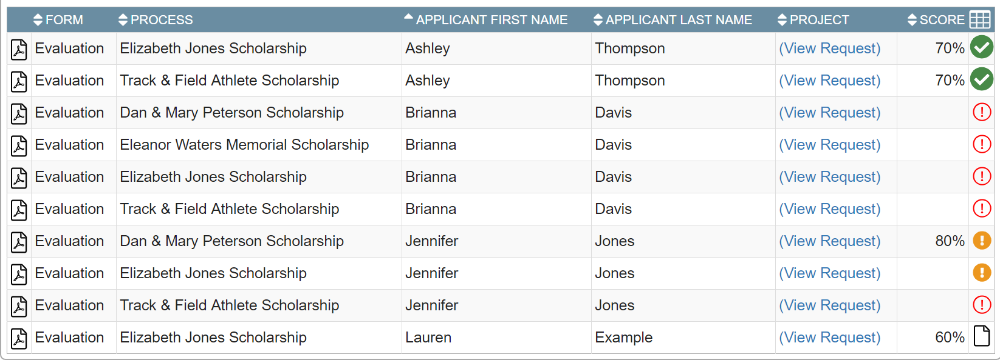 FORM PROCESS APPLICANT FIRST NAME APPLICANT LAST NAME PROJECT SCORE
Evaluation Elizabeth Jones Scholarship Ashley Thompson (View Request) 70%
Evaluation Track & Field Athlete Scholarship Ashley Thompson (View Request) 70%
Evaluation Dan & Mary Peterson Scholarship Brianna Davis (View Request)
Evaluation Eleanor Waters Memorial Scholarship Brianna Davis (View Request)
Evaluation Elizabeth Jones Scholarship Brianna Davis (View Request)
Evaluation Track & Field Athlete Scholarship Brianna Davis (View Request)
Evaluation Dan & Mary Peterson Scholarship Jennifer Jones (View Request) 80%
Evaluation Elizabeth Jones Scholarship Jennifer Jones (View Request)
Evaluation Track & Field Athlete Scholarship Jennifer Jones (View Request)
Evaluation Elizabeth Jones Scholarship Lauren Example (View Request) 60%